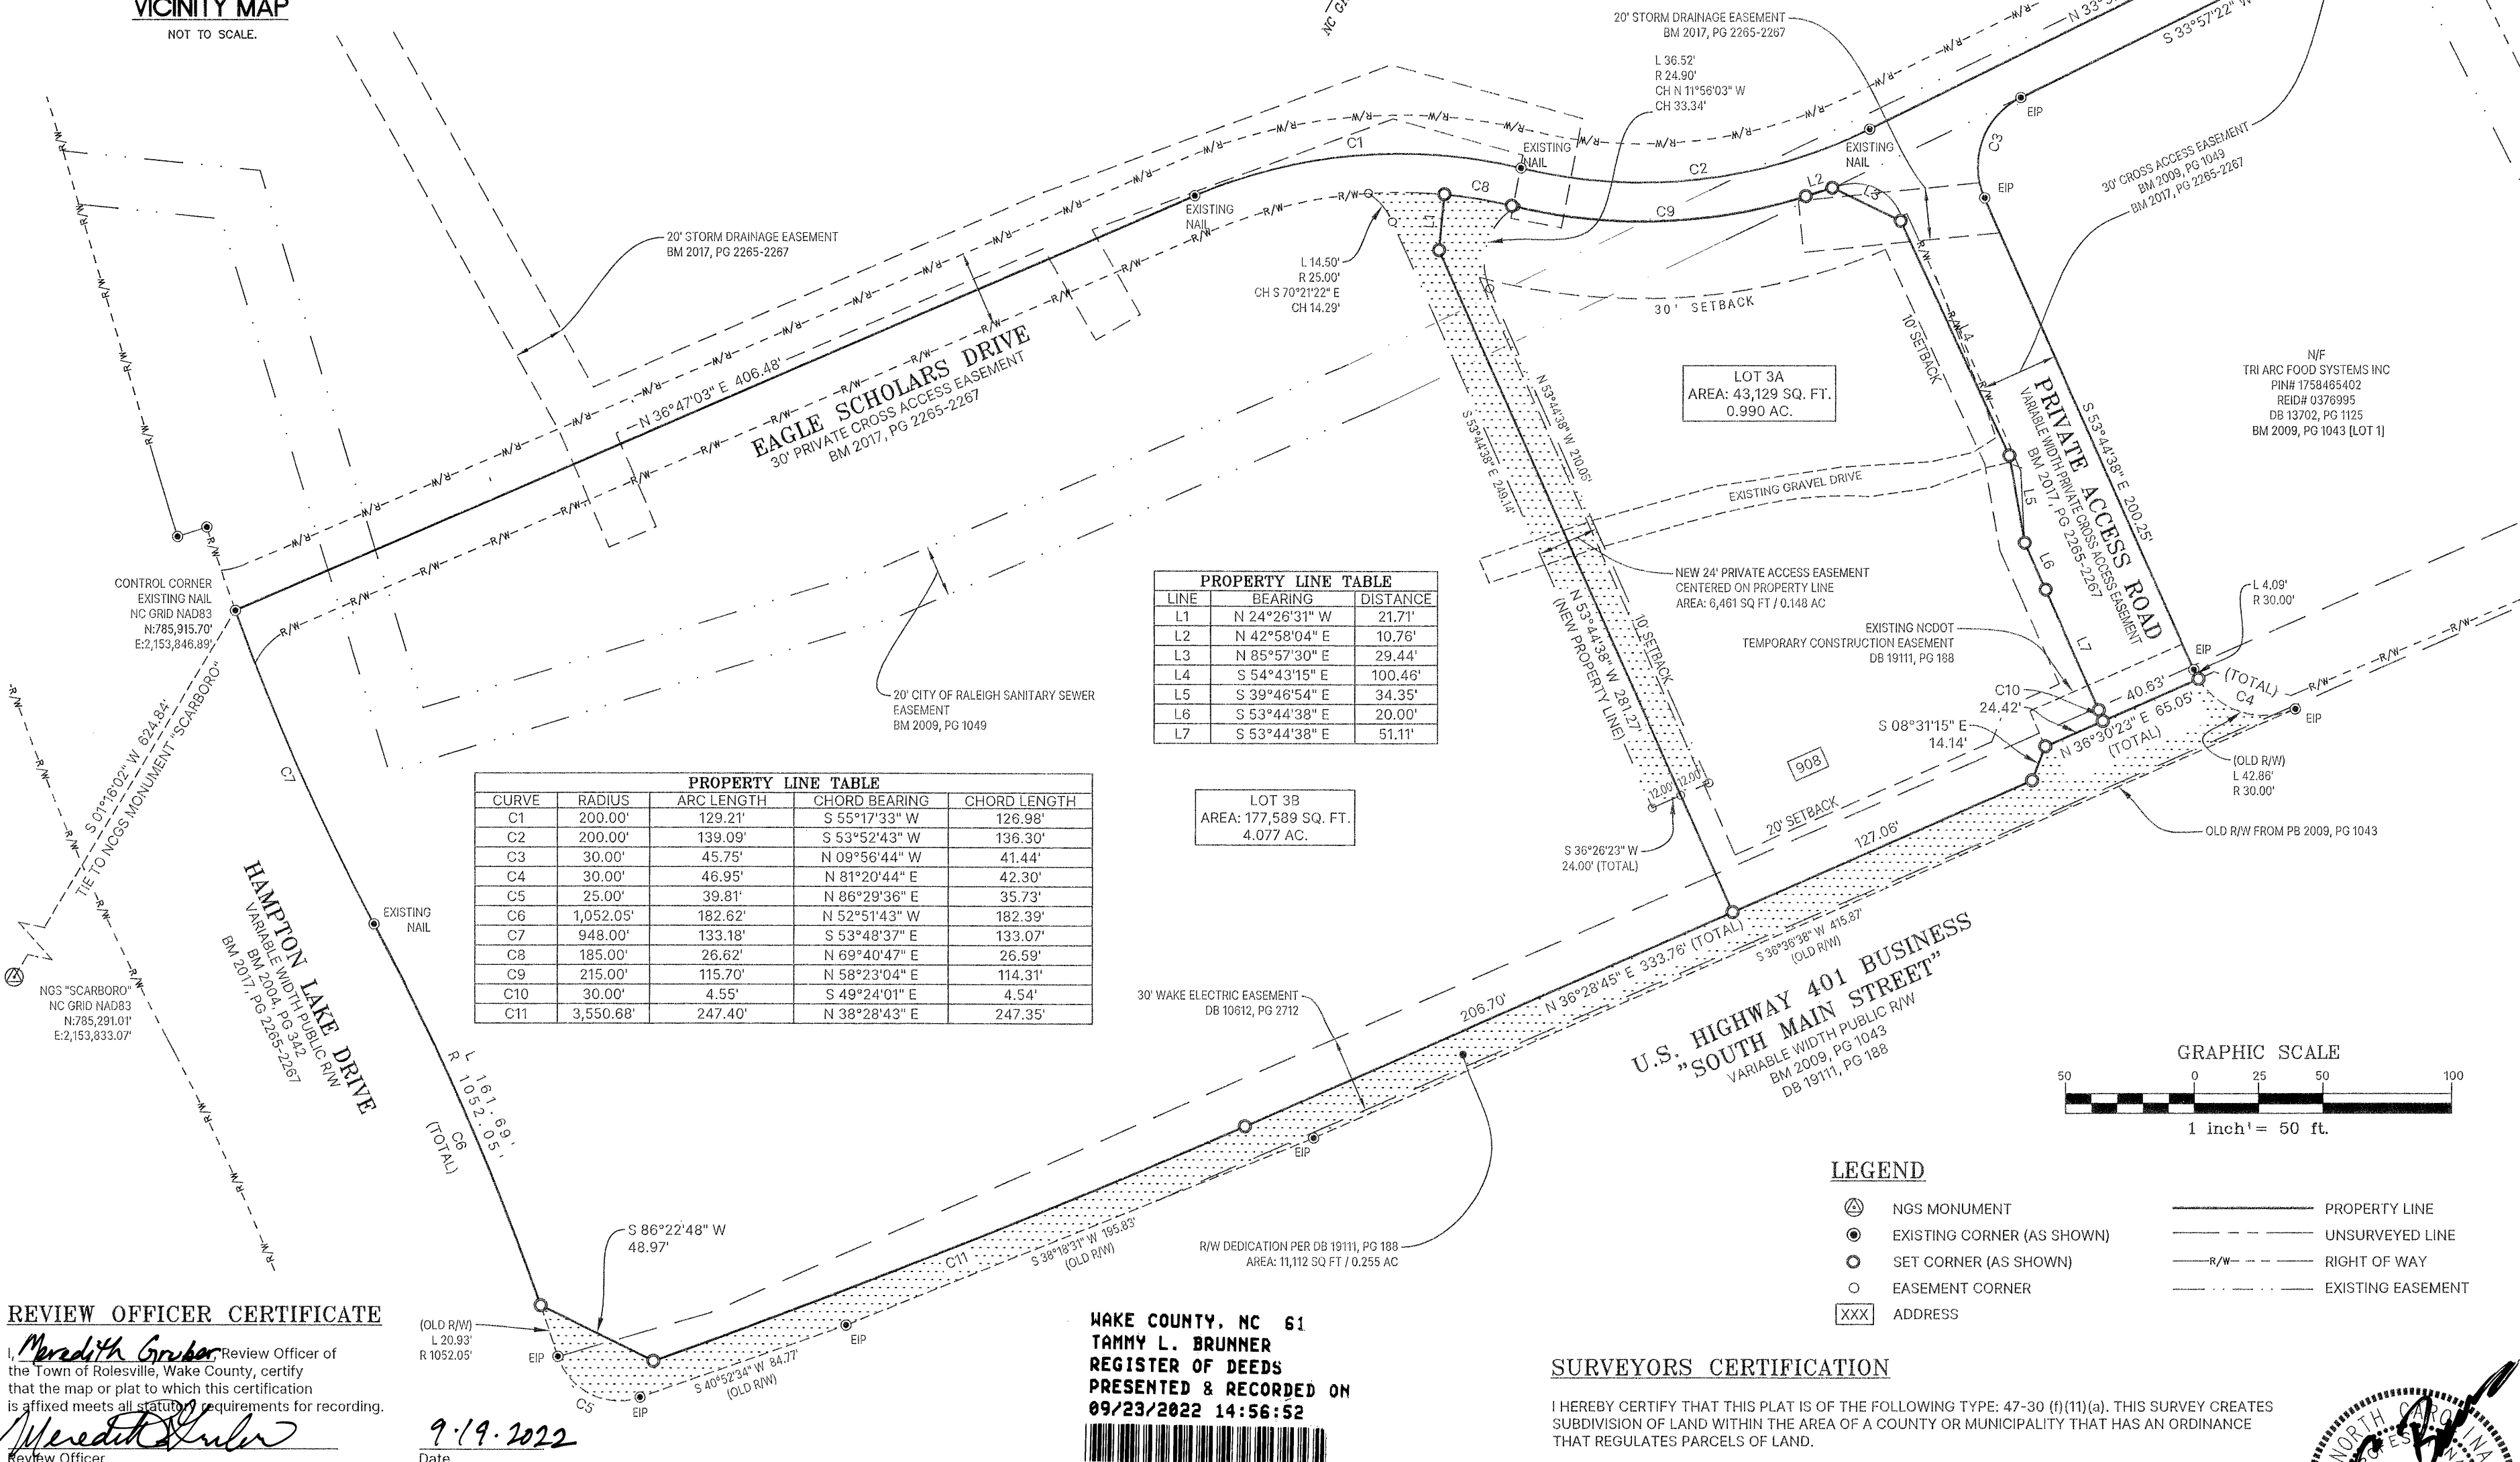 VICINITY MAP
NOT TO SCALE.
20' STORM DRAINAGE EASEMENT
BM 2017, PG 2265-2267
L 36.52'
R 24.90'
CH N 11°56'03" W
CH 33.34'
S 33°57'22" W
C1
EXISTING
NAIL
C2
EXISTING
NAIL
C3
EIP
EIP
30' CROSS ACCESS EASEMENT
BM 2009, PG 1049
BM 2017, PG 2265-2267
EXISTING
NAIL
C8
C9
L2
L3
L1
20' STORM DRAINAGE EASEMENT
BM 2017, PG 2265-2267
L 14.50'
R 25.00'
CH S 70°21'22" E
CH 14.29'
30' SETBACK
10' SETBACK
L4
N 36°47'03" E 406.48'
EAGLE SCHOLARS DRIVE
30' PRIVATE CROSS ACCESS EASEMENT
BM 2017, PG 2265-2267
S 53°44'38" E 249.14'
N 53°44'38" W 210.05'
LOT 3A
AREA: 43,129 SQ. FT.
0.990 AC.
N/F
TRI ARC FOOD SYSTEMS INC
PIN# 1758465402
REID# 0376995
DB 13702, PG 1125
BM 2009, PG 1043 [LOT 1]
PRIVATE ACCESS ROAD
VARIABLE WIDTH PRIVATE CROSS ACCESS EASEMENT
BM 2017, PG 2265-2267
S 53°44'38" E 200.25'
EXISTING GRAVEL DRIVE
L5
L6
L7
CONTROL CORNER
EXISTING NAIL
NC GRID NAD83
N:785,915.70'
E:2,153,846.89'
NEW 24' PRIVATE ACCESS EASEMENT
CENTERED ON PROPERTY LINE
AREA: 6,461 SQ FT / 0.148 AC
N 53°44'38" W 281.27'
(NEW PROPERTY LINE)
10' SETBACK
EXISTING NCDOT
TEMPORARY CONSTRUCTION EASEMENT
DB 19111, PG 188
L 4.09'
R 30.00'
EIP
PROPERTY LINE TABLE
LINE BEARING DISTANCE
L1 N 24°26'31" W 21.71'
L2 N 42°58'04" E 10.76'
L3 N 85°57'30" E 29.44'
L4 S 54°43'15" E 100.46'
L5 S 39°46'54" E 34.35'
L6 S 53°44'38" E 20.00'
L7 S 53°44'38" E 51.11'
20' CITY OF RALEIGH SANITARY SEWER
EASEMENT
BM 2009, PG 1049
C10
24.42'
40.63'
(TOTAL)
C4
EIP
S 08°31'15" E
14.14'
N 36°30'23" E 65.05'
(TOTAL)
(OLD R/W)
L 42.86'
R 30.00'
S 01°16'02" W 624.84'
TIE TO NCGS MONUMENT "SCARBORO"
C7
PROPERTY LINE TABLE
CURVE RADIUS ARC LENGTH CHORD BEARING CHORD LENGTH
C1 200.00' 129.21' S 55°17'33" W 126.98'
C2 200.00' 139.09' S 53°52'43" W 136.30'
C3 30.00' 45.75' N 09°56'44" W 41.44'
C4 30.00' 46.95' N 81°20'44" E 42.30'
C5 25.00' 39.81' N 86°29'36" E 35.73'
C6 1,052.05' 182.62' N 52°51'43" W 182.39'
C7 948.00' 133.18' S 53°48'37" E 133.07'
C8 185.00' 26.62' N 69°40'47" E 26.59'
C9 215.00' 115.70' N 58°23'04" E 114.31'
C10 30.00' 4.55' S 49°24'01" E 4.54'
C11 3,550.68' 247.40' N 38°28'43" E 247.35'
LOT 3B
AREA: 177,589 SQ. FT.
4.077 AC.
908
12.00' 12.00'
20' SETBACK
127.06'
OLD R/W FROM PB 2009, PG 1043
S 36°26'23" W
24.00' (TOTAL)
EXISTING
NAIL
HAMPTON LAKE DRIVE
VARIABLE WIDTH PUBLIC R/W
BM 2004, PG 342
BM 2017, PG 2265-2267
NGS "SCARBORO"
NC GRID NAD83
N:785,291.01'
E:2,153,833.07'
30' WAKE ELECTRIC EASEMENT
DB 10612, PG 2712
206.70'
N 36°28'45" E 333.76' (TOTAL)
S 36°36'38" W 415.87'
(OLD R/W)
U.S. HIGHWAY 401 BUSINESS
"SOUTH MAIN STREET"
VARIABLE WIDTH PUBLIC R/W
BM 2009, PG 1043
DB 19111, PG 188
GRAPHIC SCALE
50 0 25 50 100
1 inch = 50 ft.
L 161.69'
R 1052.05'
C6
(TOTAL)
EIP
LEGEND
NGS MONUMENT
EXISTING CORNER (AS SHOWN)
SET CORNER (AS SHOWN)
EASEMENT CORNER
XXX ADDRESS
PROPERTY LINE
UNSURVEYED LINE
R/W RIGHT OF WAY
EXISTING EASEMENT
S 86°22'48" W
48.97'
C11
S 38°18'31" W 195.83'
(OLD R/W)
R/W DEDICATION PER DB 19111, PG 188
AREA: 11,112 SQ FT / 0.255 AC
(OLD R/W)
L 20.93'
R 1052.05'
EIP
EIP
S 40°52'34" W 84.77'
(OLD R/W)
C5
EIP
REVIEW OFFICER CERTIFICATE
I, Meredith Gruber, Review Officer of
the Town of Rolesville, Wake County, certify
that the map or plat to which this certification
is affixed meets all statutory requirements for recording.
Meredith Gruber
Review Officer
9.19.2022
Date
WAKE COUNTY, NC 61
TAMMY L. BRUNNER
REGISTER OF DEEDS
PRESENTED & RECORDED ON
09/23/2022 14:56:52
SURVEYORS CERTIFICATION
I HEREBY CERTIFY THAT THIS PLAT IS OF THE FOLLOWING TYPE: 47-30 (f)(11)(a). THIS SURVEY CREATES
SUBDIVISION OF LAND WITHIN THE AREA OF A COUNTY OR MUNICIPALITY THAT HAS AN ORDINANCE
THAT REGULATES PARCELS OF LAND.
NORTH CAROLINA